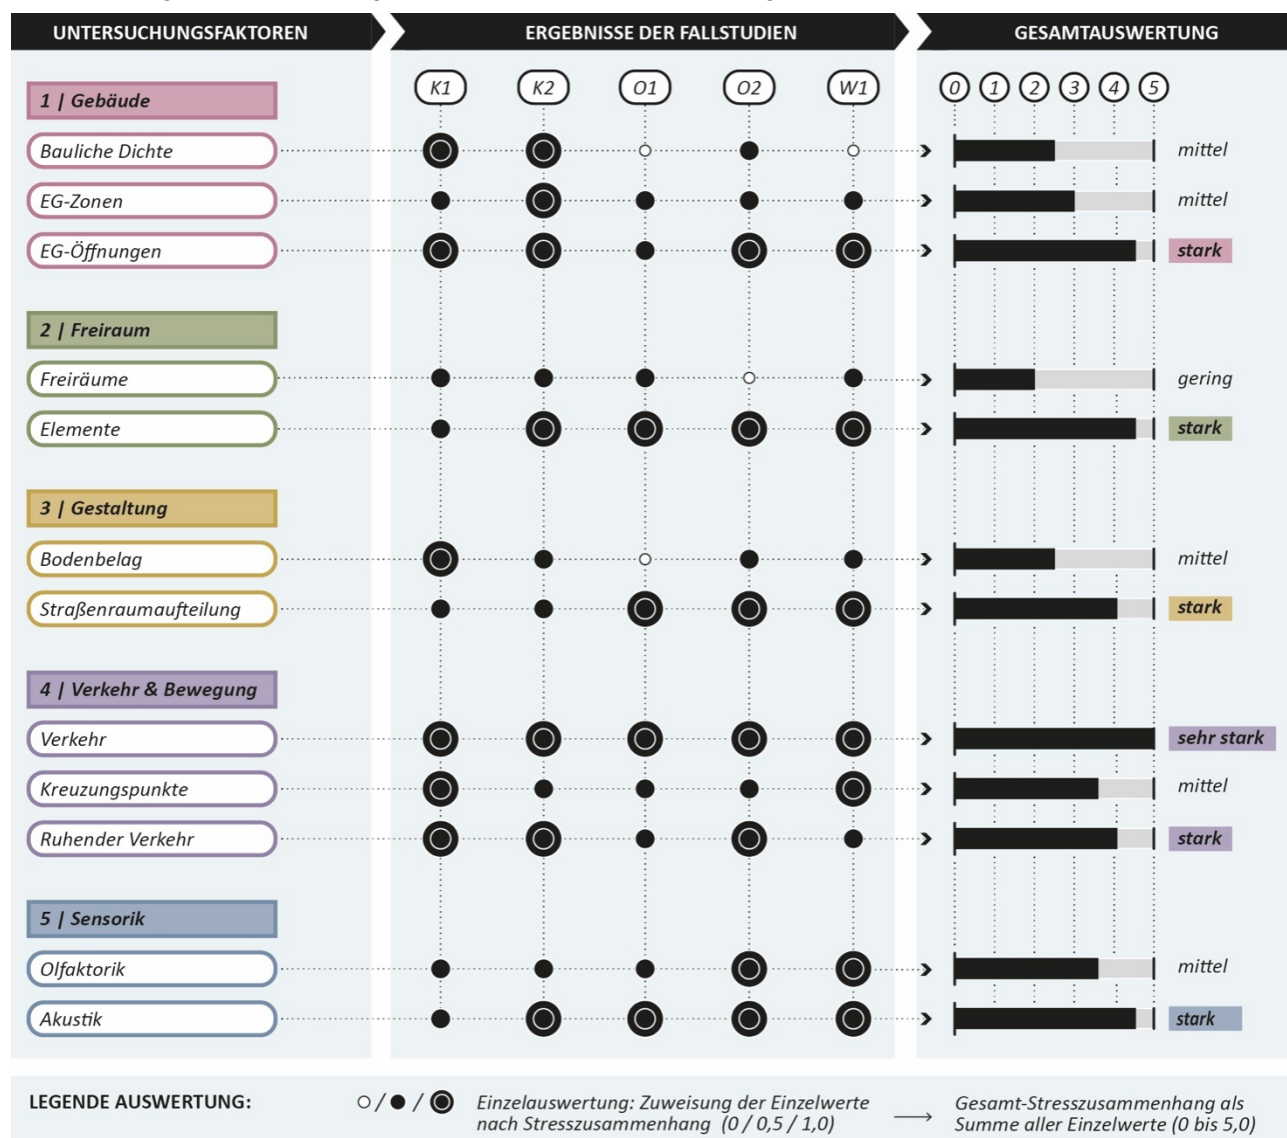 UNTERSUCHUNGSFAKTOREN
ERGEBNISSE DER FALLSTUDIEN
GESAMTAUSWERTUNG
K1 K2 O1 O2 W1
0 1 2 3 4 5
1 | Gebäude
Bauliche Dichte
mittel
EG-Zonen
mittel
EG-Öffnungen
stark
2 | Freiraum
Freiräume
gering
Elemente
stark
3 | Gestaltung
Bodenbelag
mittel
Straßenraumaufteilung
stark
4 | Verkehr & Bewegung
Verkehr
sehr stark
Kreuzungspunkte
mittel
Ruhender Verkehr
stark
5 | Sensorik
Olfaktorik
mittel
Akustik
stark
LEGENDE AUSWERTUNG:
Einzelauswertung: Zuweisung der Einzelwerte
nach Stresszusammenhang (0 / 0,5 / 1,0)
Gesamt-Stresszusammenhang als
Summe aller Einzelwerte (0 bis 5,0)